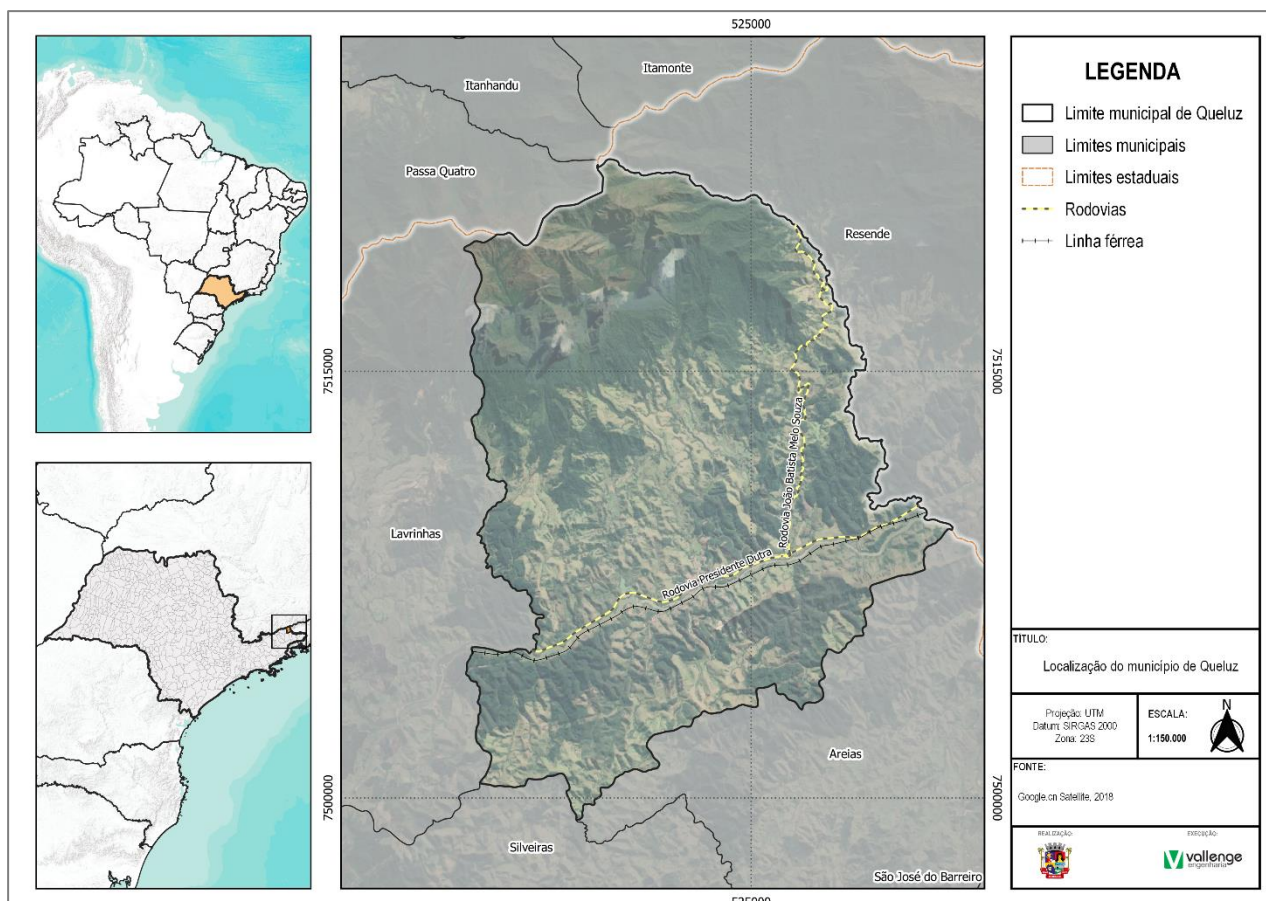 525000
Itamonte
Itanhandu
Passa Quatro
Resende
7515000
7515000
Rodovia João Batista Melo Souza
Lavrinhas
Rodovia Presidente Dutra
Areias
7500000
7500000
Silveiras
São José do Barreiro
525000
LEGENDA
Limite municipal de Queluz
Limites municipais
Limites estaduais
Rodovias
Linha férrea
TÍTULO:
Localização do município de Queluz
Projeção: UTM
Datum: SIRGAS 2000
Zona: 23S
ESCALA:
1:150.000
N
FONTE:
Google.cn Satellite, 2018
REALIZAÇÃO:
EXECUÇÃO:
vallenge
engenharia